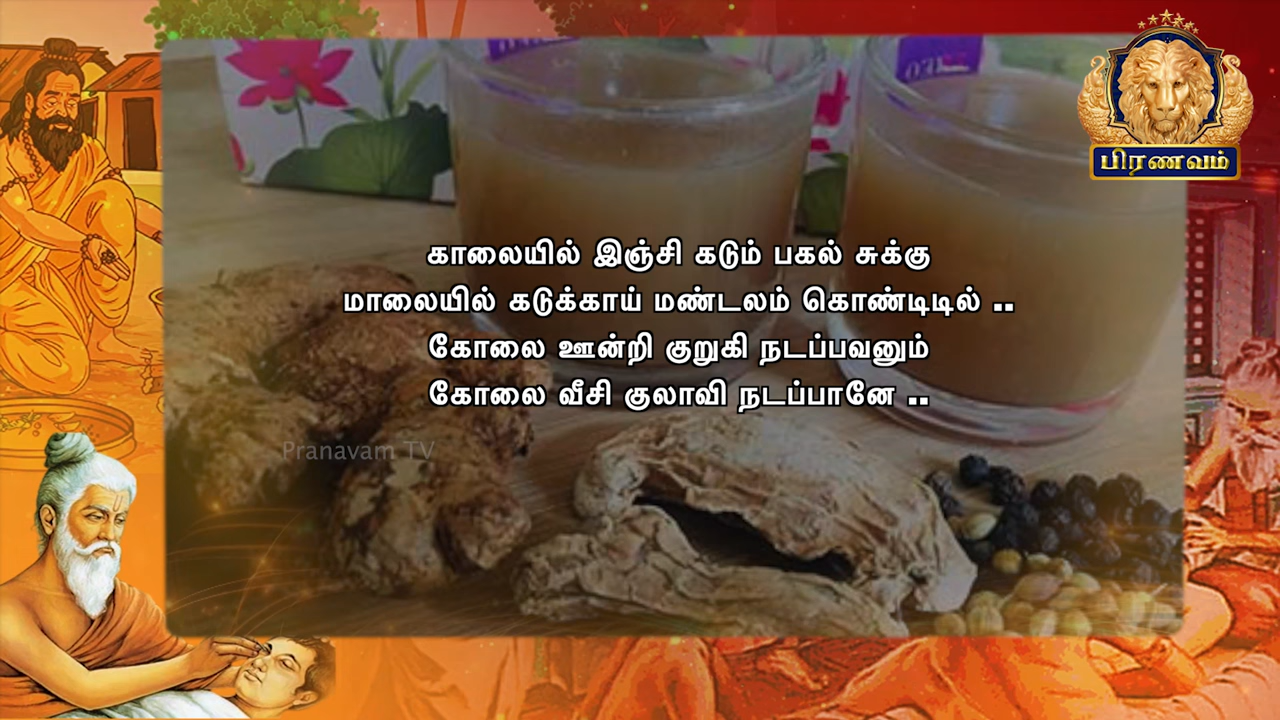 பிரணவம்
காலையில் இஞ்சி கடும் பகல் சுக்கு
மாலையில் கடுக்காய் மண்டலம் கொண்டிடில் ..
கோலை ஊன்றி குறுகி நடப்பவனும்
கோலை வீசி குலாவி நடப்பானே ..
Pranavam TV